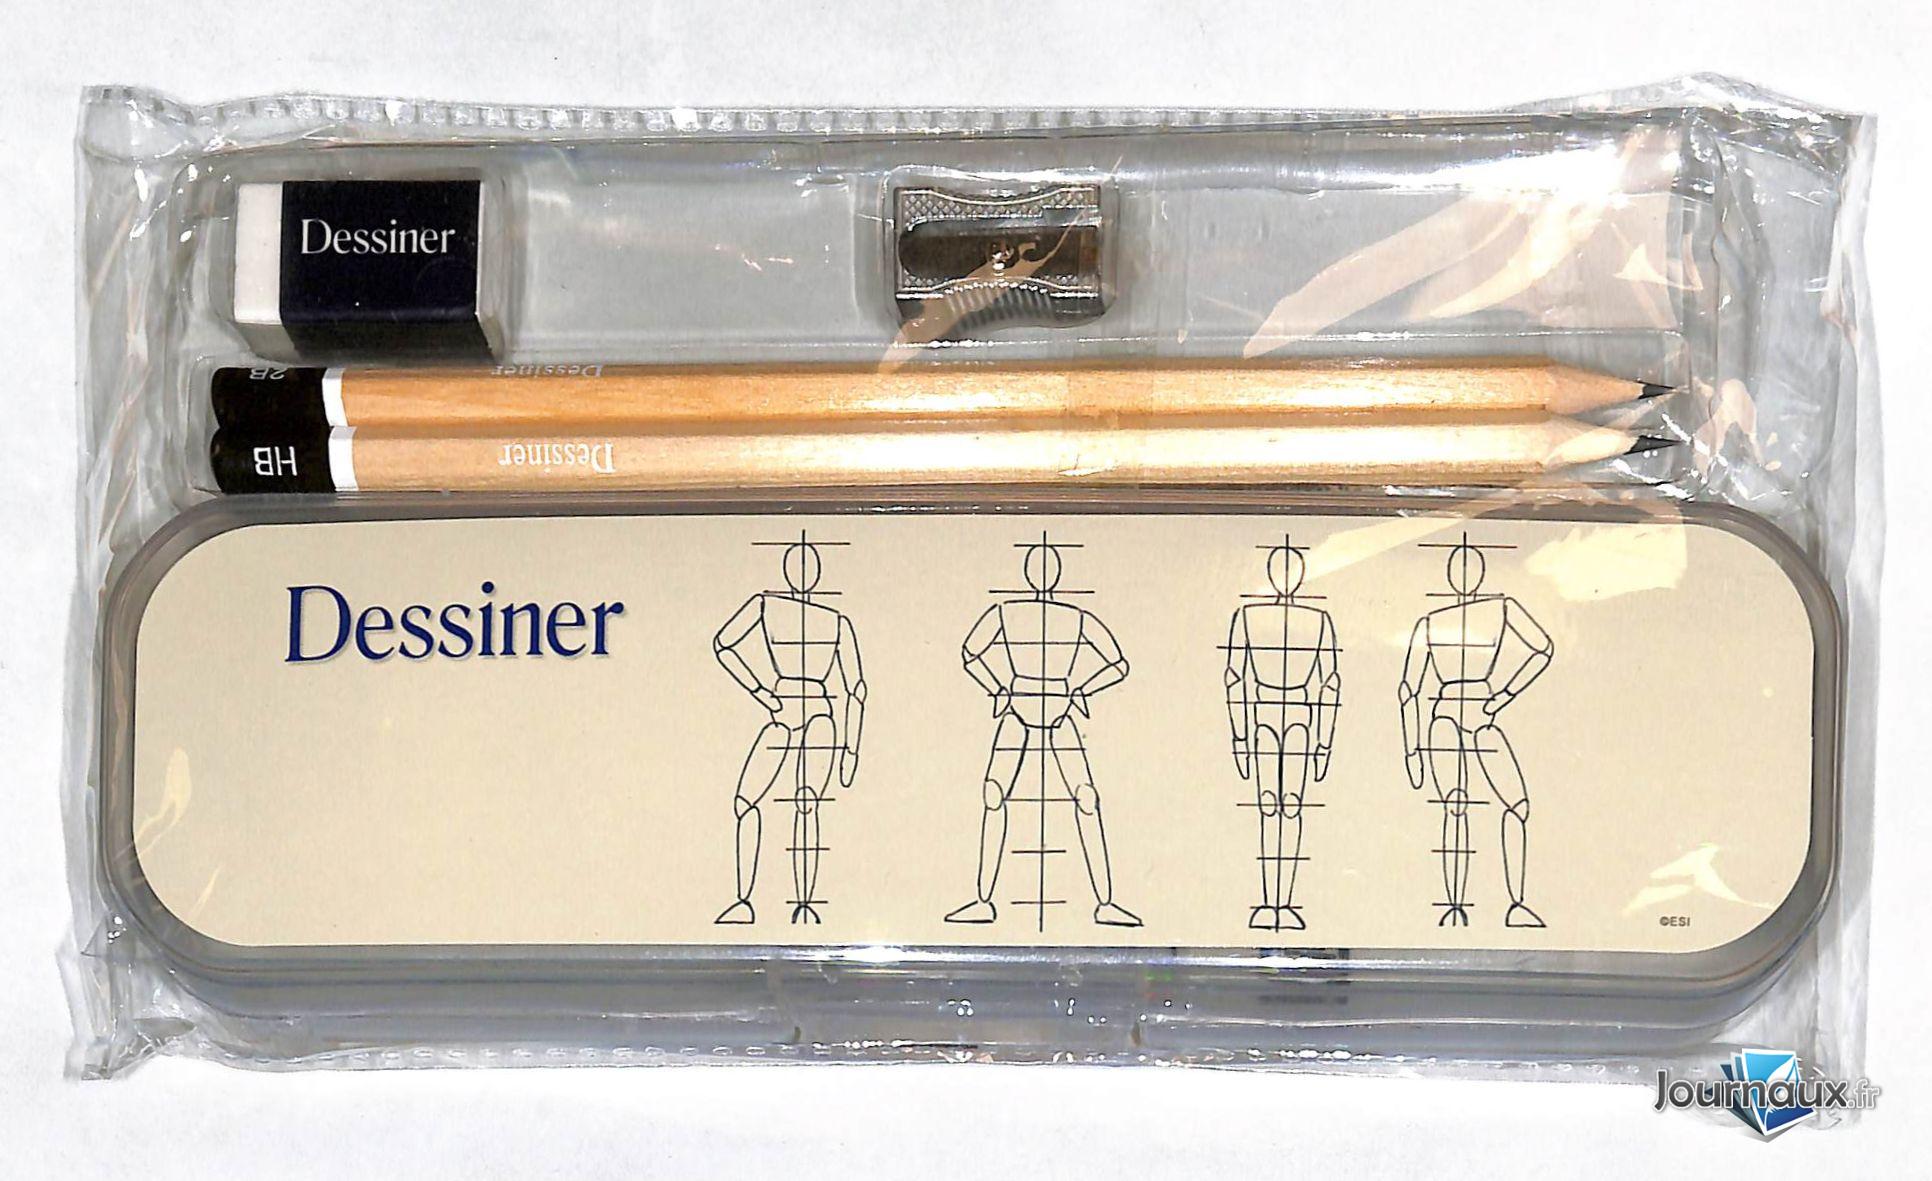 Dessiner
2B
Dessiner
HB
Dessiner
Dessiner
©ESI
Journaux.fr